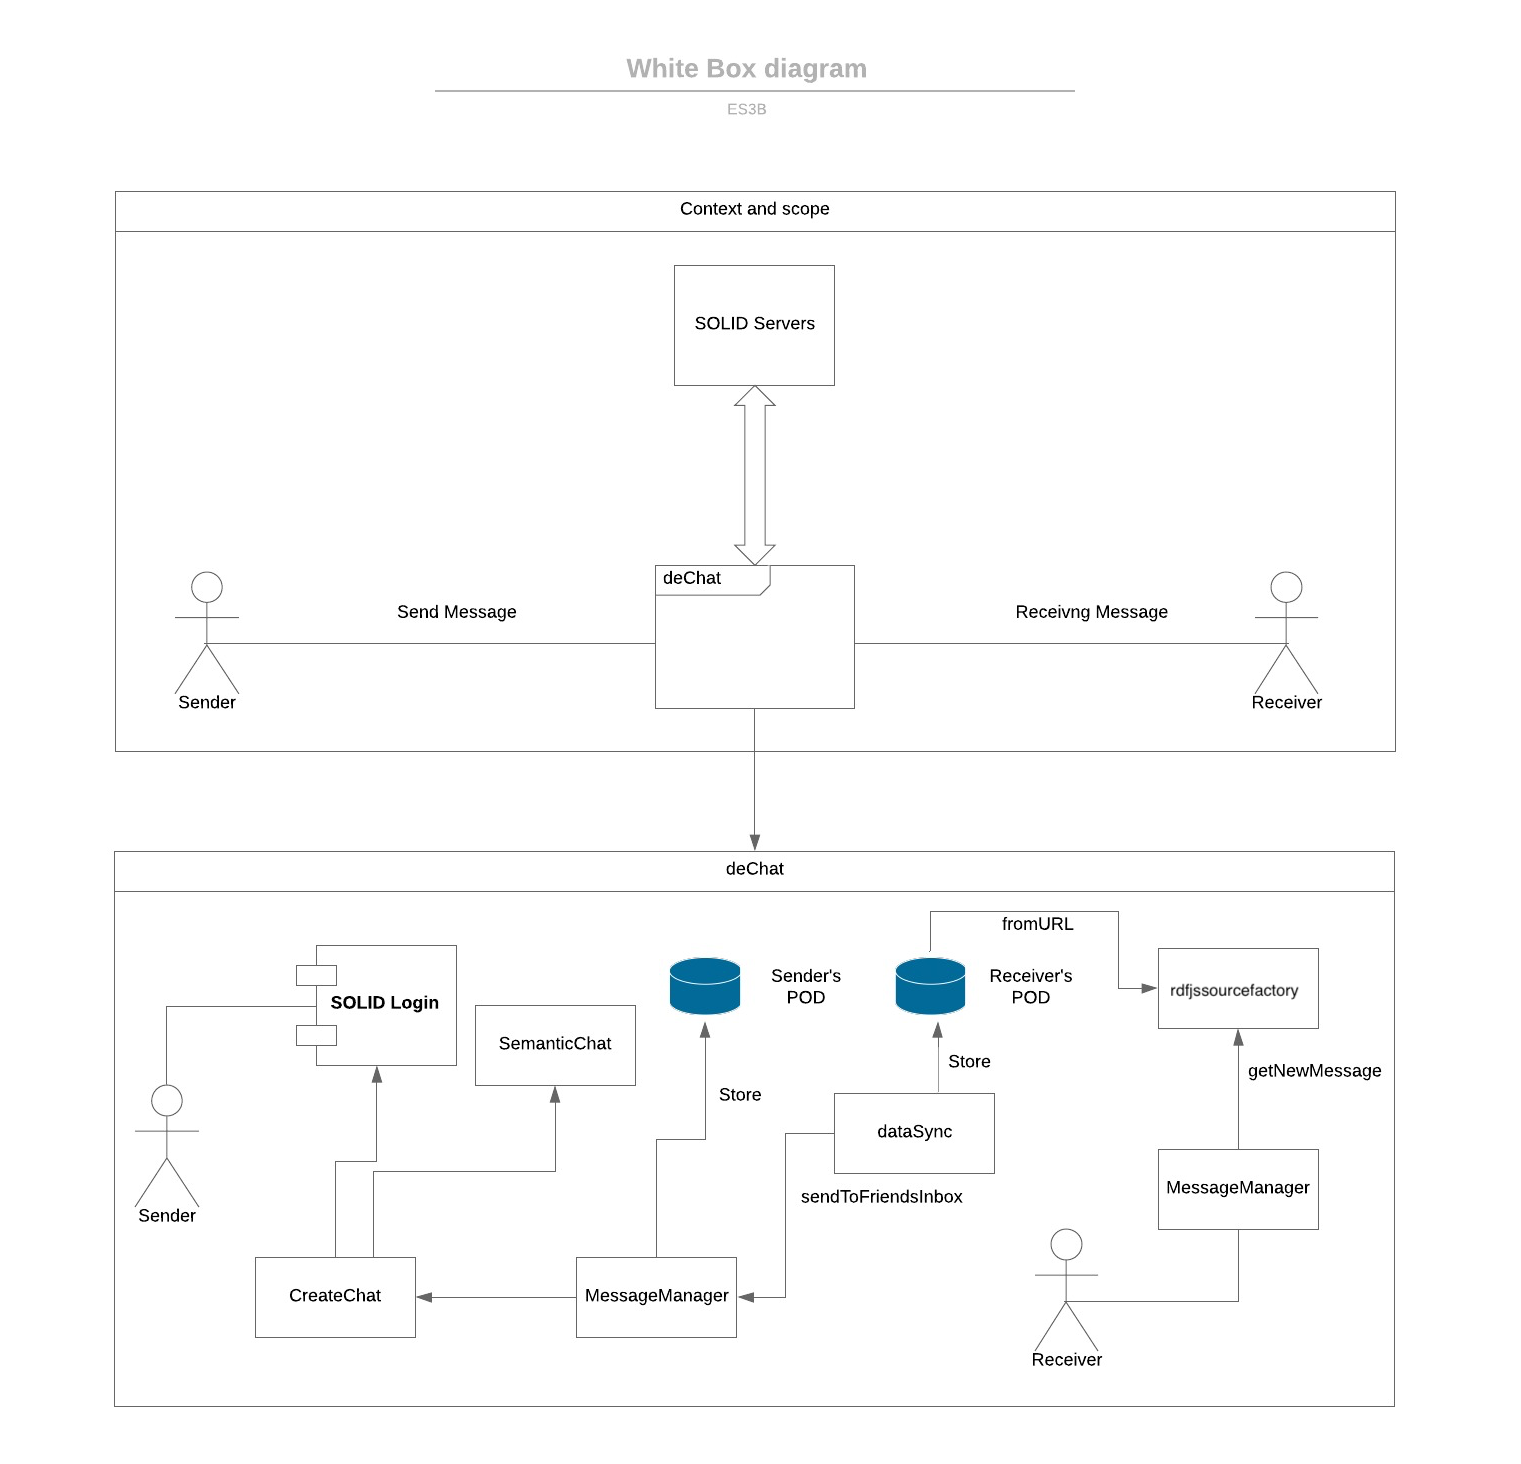 White Box diagram
ES3B
Context and scope
SOLID Servers
deChat
Send Message
Receivng Message
Sender
Receiver
deChat
fromURL
SOLID Login
SemanticChat
Sender's
POD
Receiver's
POD
rdfjssourcefactory
Store
Store
getNewMessage
dataSync
sendToFriendsInbox
MessageManager
Sender
CreateChat
MessageManager
Receiver